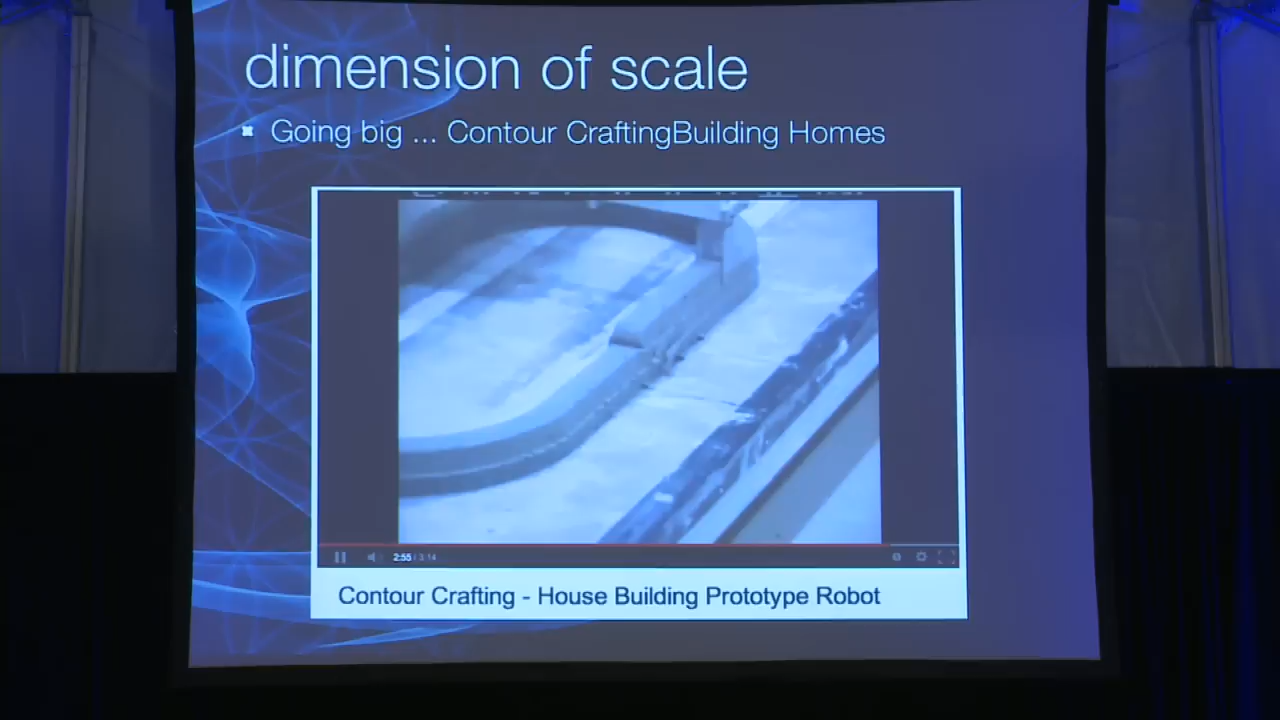 dimension of scale
Going big ... Contour CraftingBuilding Homes
2:55 / 3:14
Contour Crafting - House Building Prototype Robot